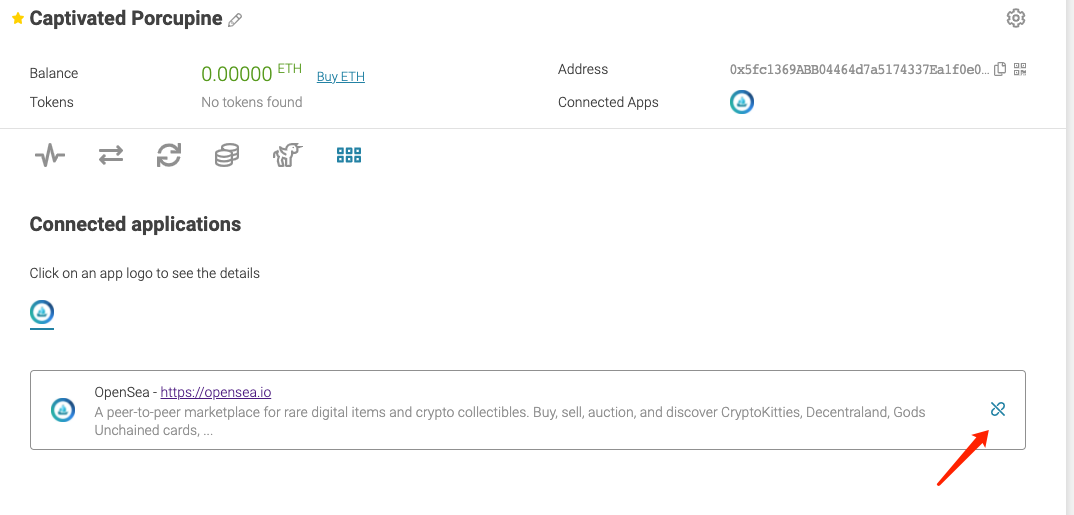 Captivated Porcupine
Balance 0.00000 ETH Buy ETH
Address 0x5fc1369ABB04464d7a5174337Ea1f0e0…
Tokens No tokens found
Connected Apps
Connected applications
Click on an app logo to see the details
OpenSea - https://opensea.io
A peer-to-peer marketplace for rare digital items and crypto collectibles. Buy, sell, auction, and discover CryptoKitties, Decentraland, Gods
Unchained cards, ...